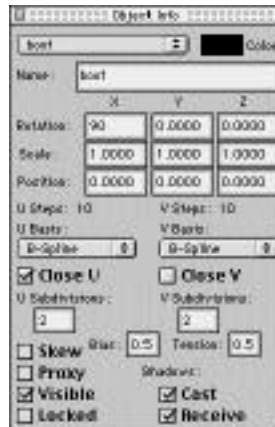 Object Info
Color
Name:
X Y Z
Rotation: 90 0.0000 0.0000
Scale: 1.0000 1.0000 1.0000
Position: 0.0000 0.0000 0.0000
U Steps: 10 V Steps: 10
U Basis: V Basis:
B-Spline B-Spline
Close U Close V
U Subdivisions: V Subdivisions:
2 2
Skew Bias: 0.5 Tension: 0.5
Proxy Shadows:
Visible Cast
Locked Receive